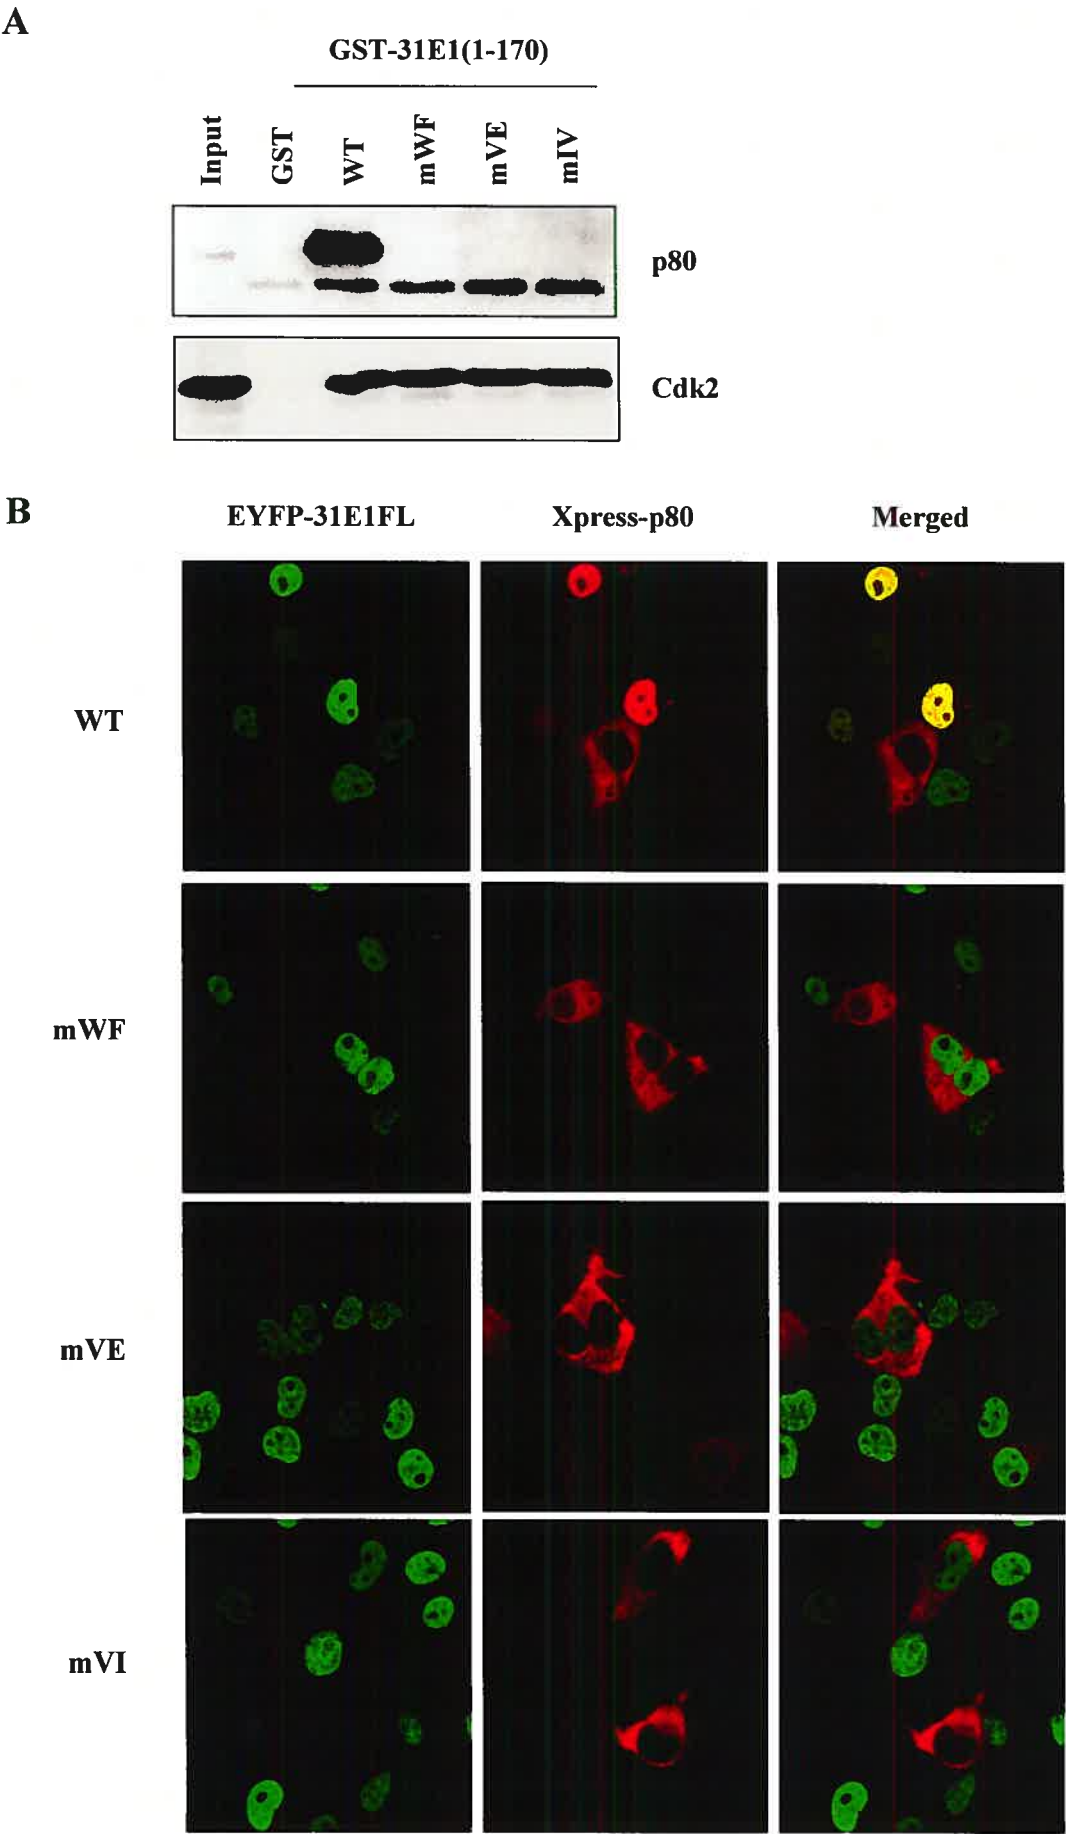 A
GST-31E1(1-170)
Input GST WT mWF mVE mIV
p80
Cdk2
B
EYFP-31E1FL Xpress-p80 Merged
WT
mWF
mVE
mVI